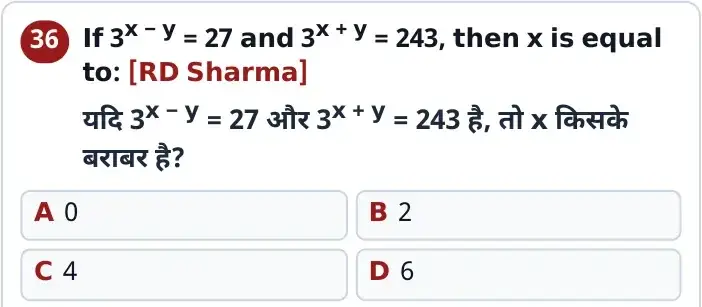 36 If 3ˣ ⁻ ʸ = 27 and 3ˣ ⁺ ʸ = 243, then x is equal
to: [RD Sharma]
यदि 3ˣ ⁻ ʸ = 27 और 3ˣ ⁺ ʸ = 243 है, तो x किसके
बराबर है?
A 0
B 2
C 4
D 6